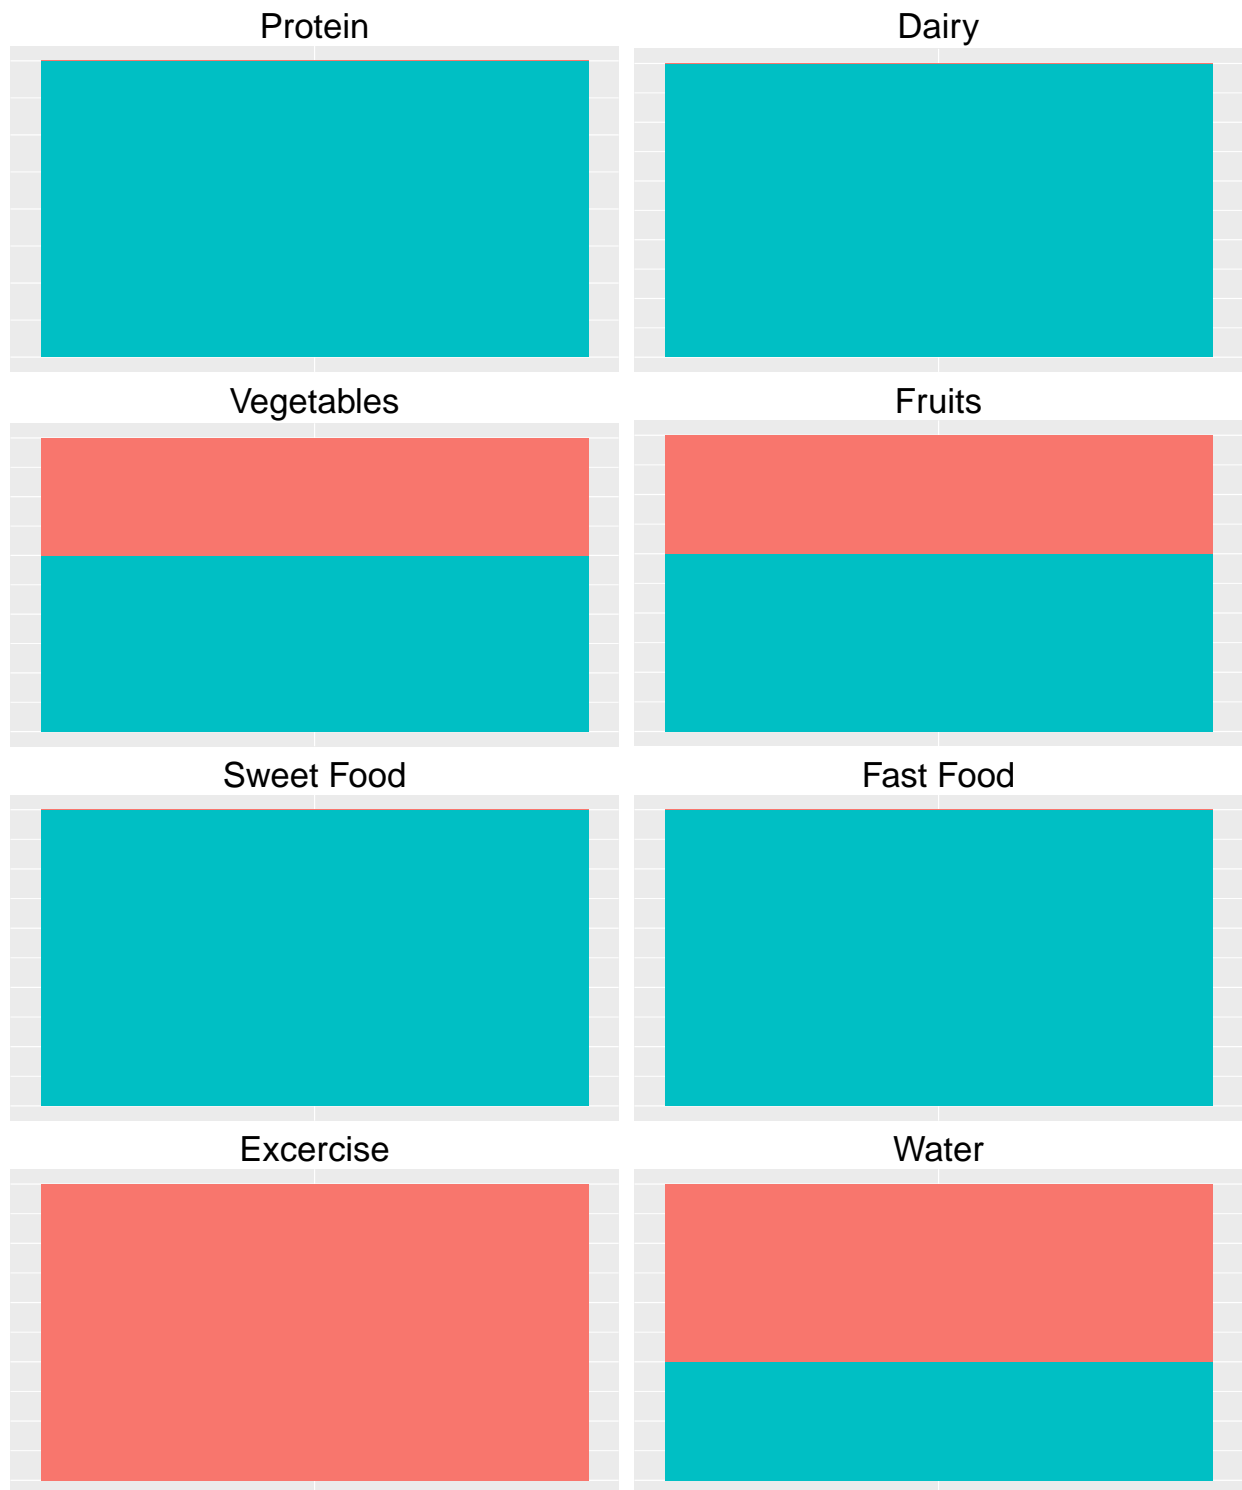 Protein
Dairy
Vegetables
Fruits
Sweet Food
Fast Food
Excercise
Water